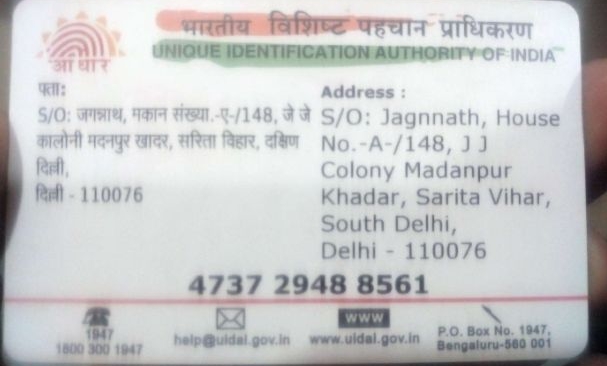 भारतीय विशिष्ट पहचान प्राधिकरण
UNIQUE IDENTIFICATION AUTHORITY OF INDIA
आधार
पता:
S/O: जगन्नाथ, मकान संख्या.-ए-/148, जे जे
कालोनी मदनपुर खादर, सरिता विहार, दक्षिण
दिल्ली,
दिल्ली - 110076
Address :
S/O: Jagnnath, House
No.-A-/148, J J
Colony Madanpur
Khadar, Sarita Vihar,
South Delhi,
Delhi - 110076
4737 2948 8561
1947
1800 300 1947
help@uidai.gov.in
www
www.uidai.gov.in
P.O. Box No. 1947,
Bengaluru-560 001